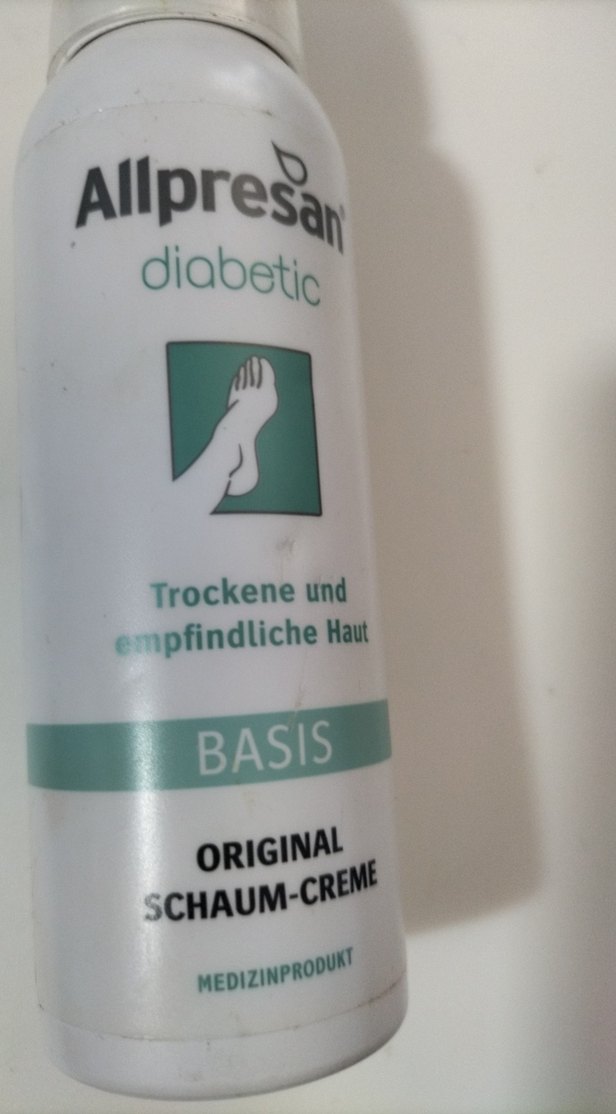 Allpresan®
diabetic
Trockene und
empfindliche Haut
BASIS
ORIGINAL
SCHAUM-CREME
MEDIZINPRODUKT